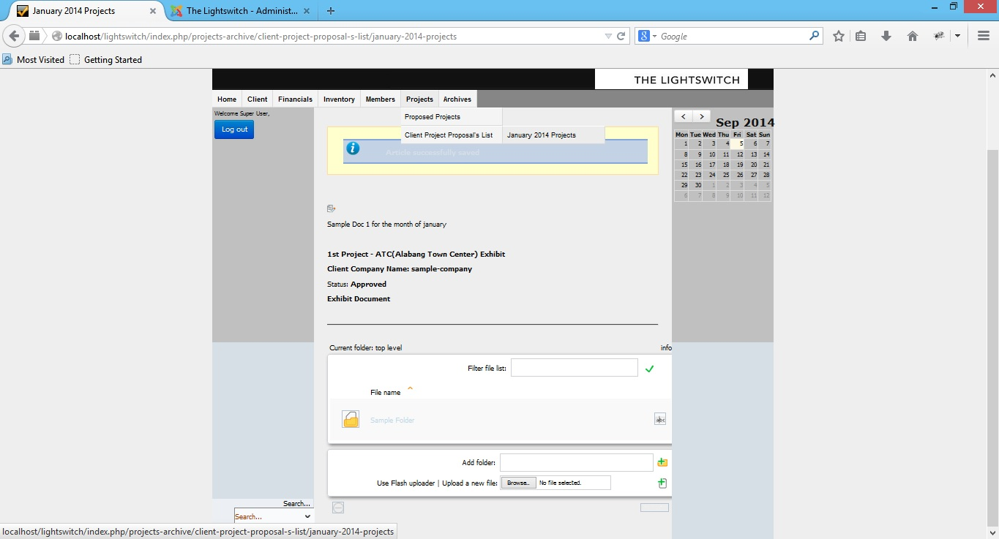 January 2014 Projects
The Lightswitch - Administ...
localhost/lightswitch/index.php/projects-archive/client-project-proposal-s-list/january-2014-projects
8 Google
Most Visited Getting Started
THE LIGHTSWITCH
Home Client Financials Inventory Members Projects Archives
Welcome Super User,
Log out
Proposed Projects
Client Project Proposal's List January 2014 Projects
Article successfully saved
Sep 2014
Mon Tue Wed Thu Fri Sat Sun
1 2 3 4 5 6 7
8 9 10 11 12 13 14
15 16 17 18 19 20 21
22 23 24 25 26 27 28
29 30 1 2 3 4 5
6 7 8 9 10 11 12
Sample Doc 1 for the month of january
1st Project - ATC(Alabang Town Center) Exhibit
Client Company Name: sample-company
Status: Approved
Exhibit Document
Current folder: top level info
Filter file list:
File name
Sample Folder abc
Add folder:
Use Flash uploader | Upload a new file: Browse... No file selected.
Search...
Search...
localhost/lightswitch/index.php/projects-archive/client-project-proposal-s-list/january-2014-projects